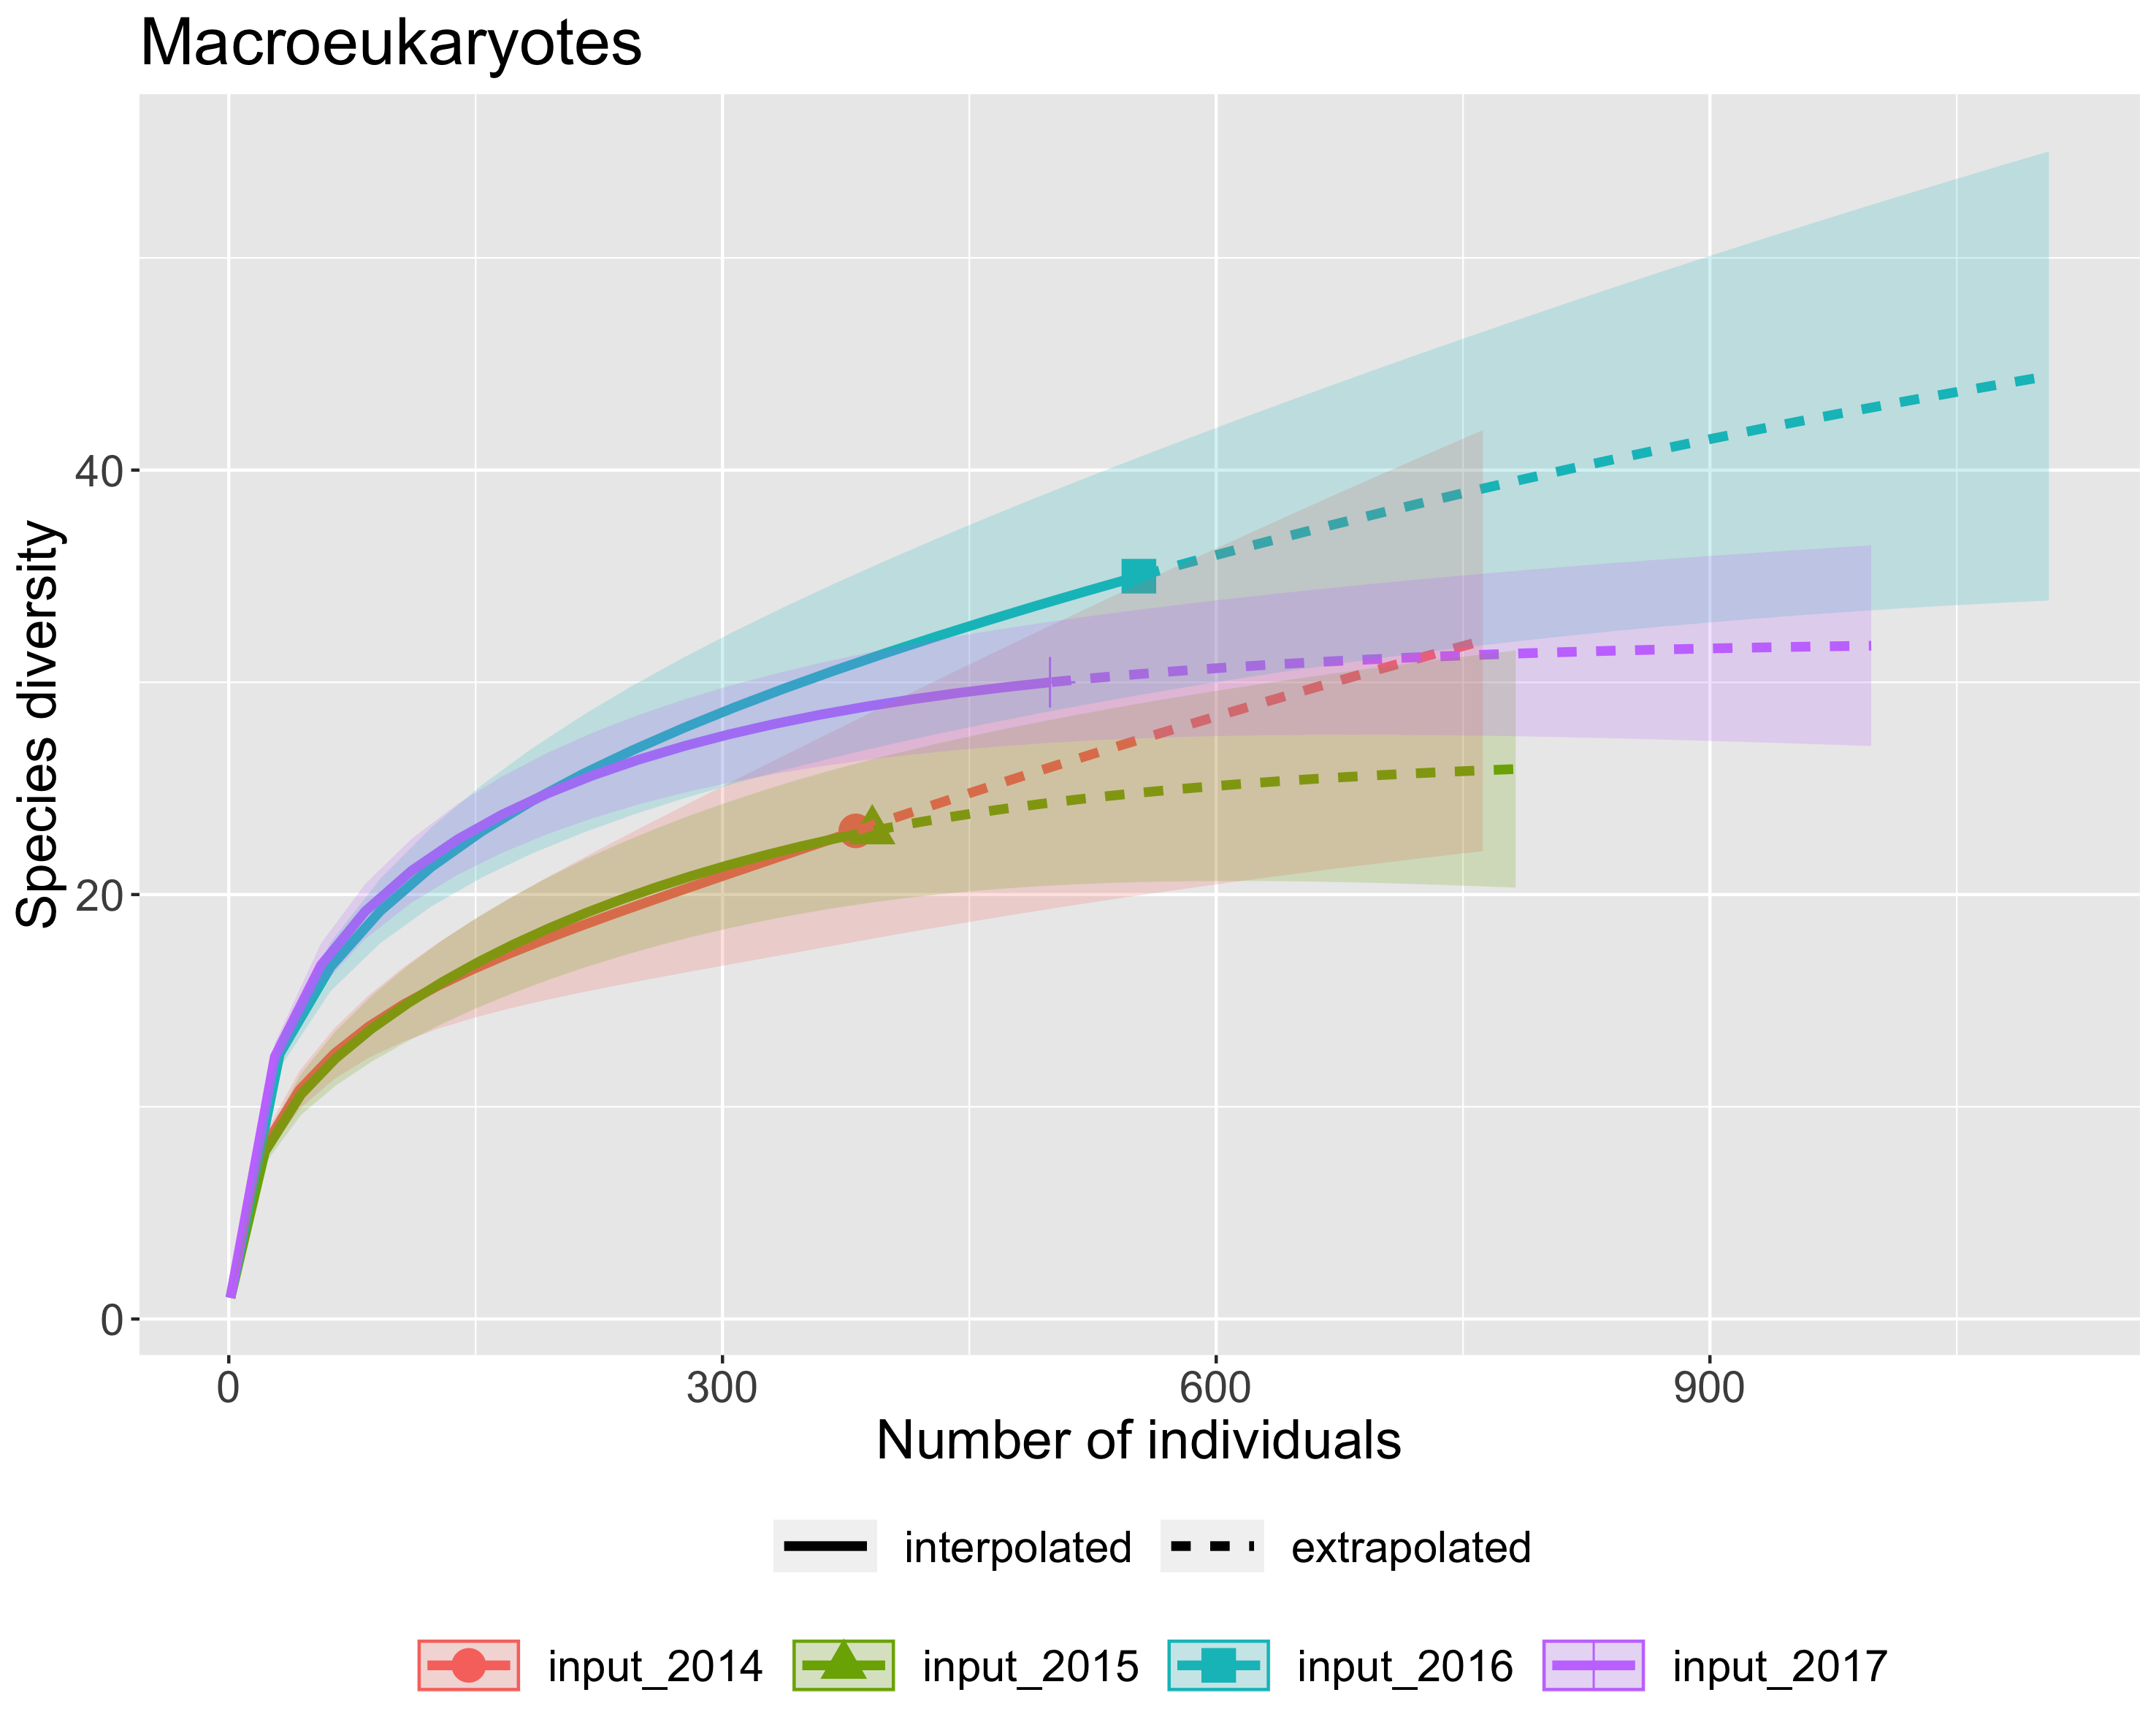 Macroeukaryotes
Species diversity
40
20
0
0 300 600 900
Number of individuals
interpolated extrapolated
input_2014 input_2015 input_2016 input_2017